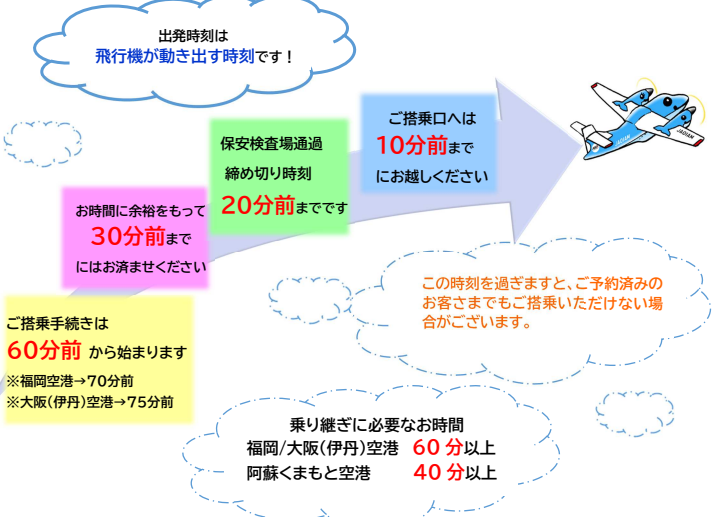 出発時刻は
飛行機が動き出す時刻です！
ご搭乗口へは
10分前まで
にお越しください
保安検査場通過
締め切り時刻
20分前までです
お時間に余裕をもって
30分前まで
にはお済ませください
ご搭乗手続きは
60分前 から始まります
※福岡空港→70分前
※大阪(伊丹)空港→75分前
この時刻を過ぎますと、ご予約済みの
お客さまでもご搭乗いただけない場
合がございます。
乗り継ぎに必要なお時間
福岡/大阪(伊丹)空港 60 分以上
阿蘇くまもと空港 40 分以上